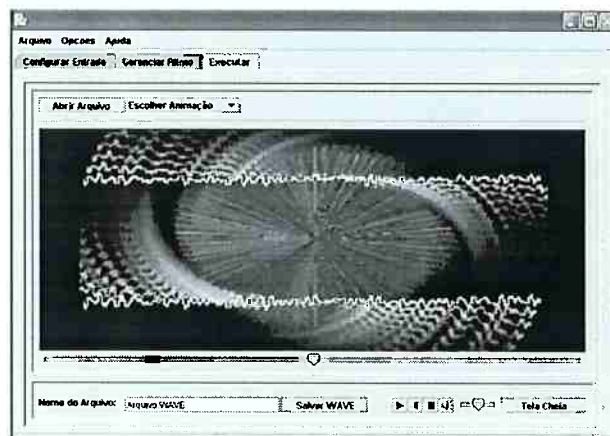 Arquivo Opcoes Ajuda
Configurar Entrada Gerenciar Ritmo Executar
Abrir Arquivo Escolher Animação
Nome do Arquivo: Arquivo WAVE Salvar WAVE Tela Cheia